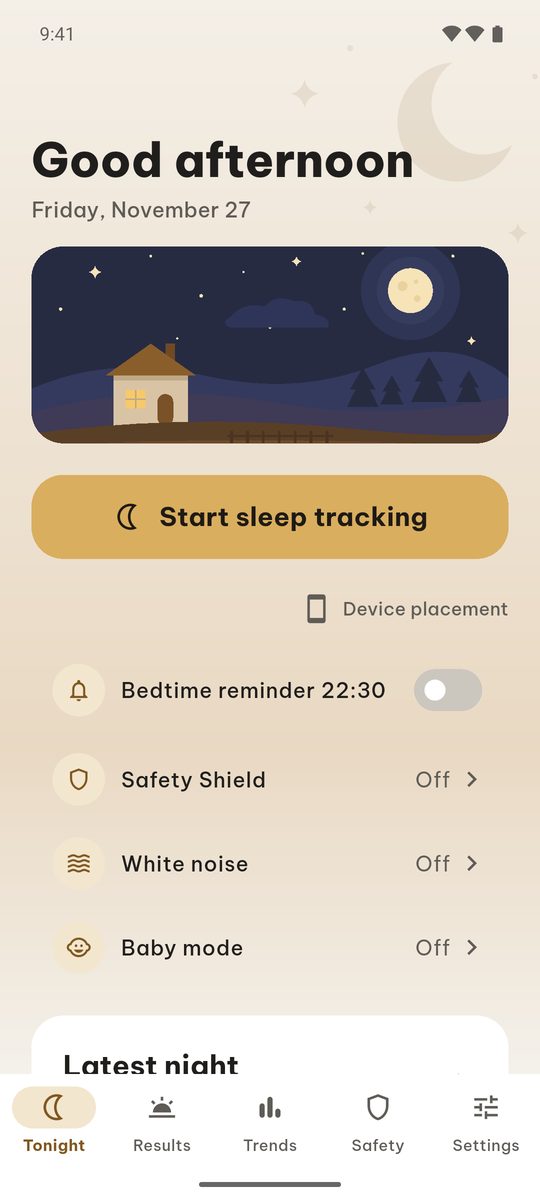 9:41
Good afternoon
Friday, November 27
Start sleep tracking
Device placement
Bedtime reminder 22:30
Safety Shield Off
White noise Off
Baby mode Off
Latest night
Tonight Results Trends Safety Settings